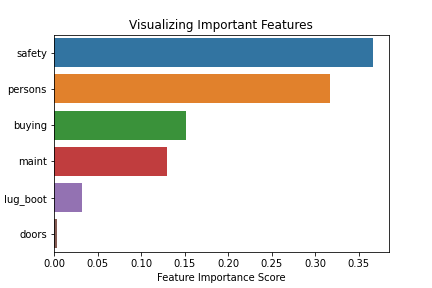 Visualizing Important Features
safety
persons
buying
maint
lug_boot
doors
0.00 0.05 0.10 0.15 0.20 0.25 0.30 0.35
Feature Importance Score